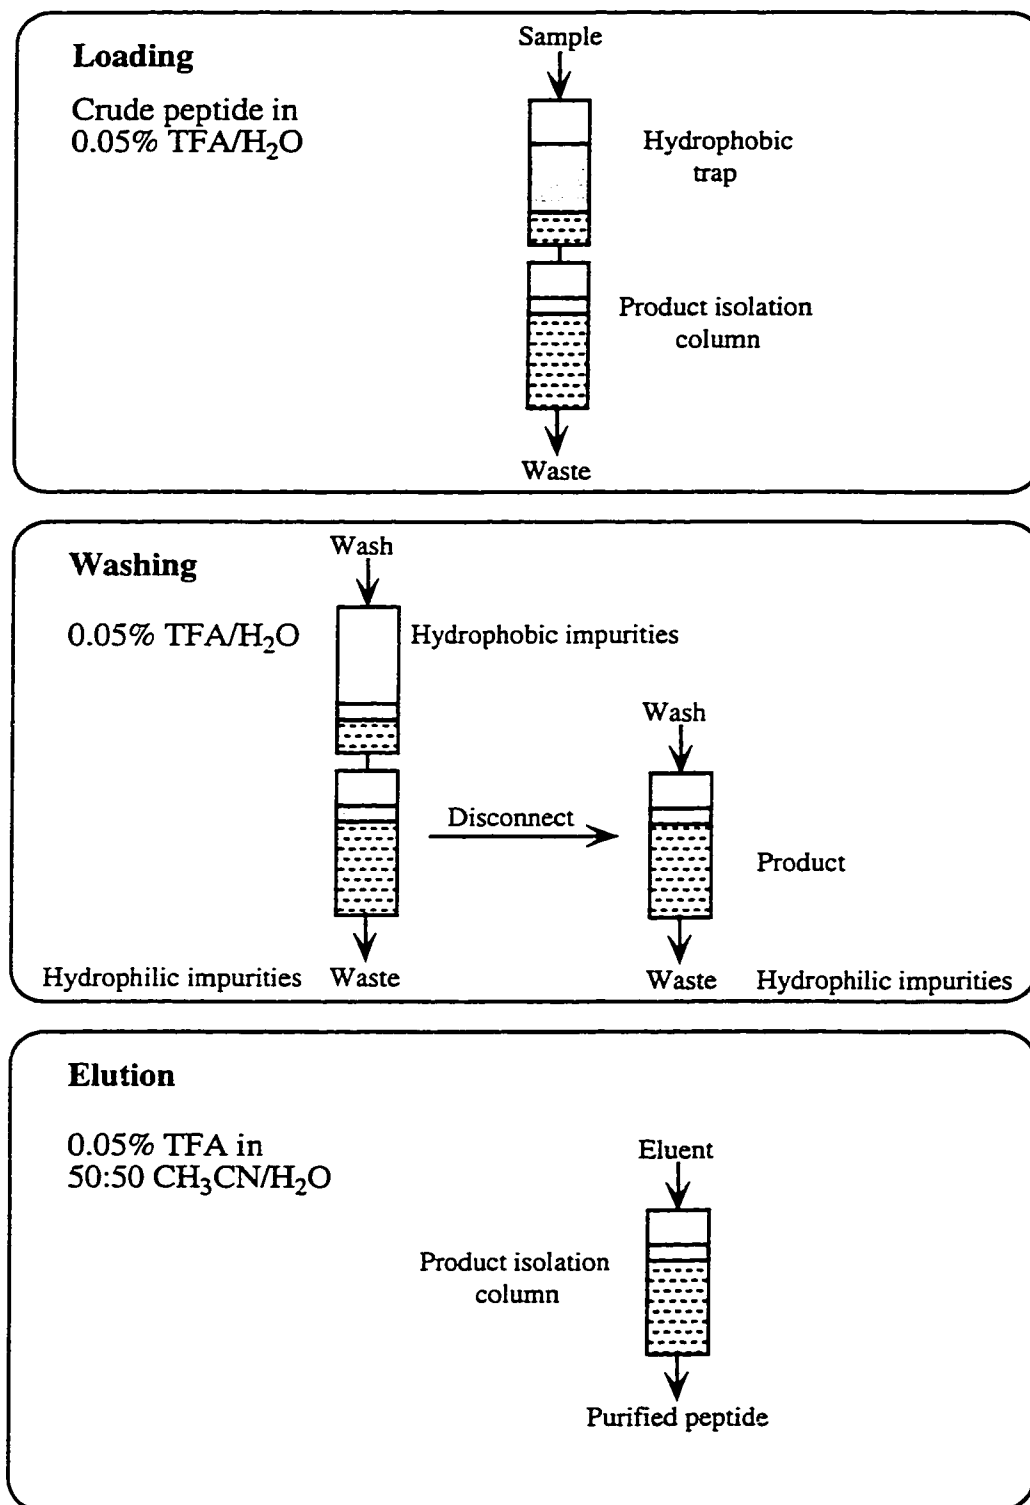 Loading
Crude peptide in
0.05% TFA/H₂O
Sample
Hydrophobic
trap
Product isolation
column
Waste
Washing
0.05% TFA/H₂O
Wash
Hydrophobic impurities
Wash
Disconnect
Product
Hydrophilic impurities
Waste
Waste
Hydrophilic impurities
Elution
0.05% TFA in
50:50 CH₃CN/H₂O
Eluent
Product isolation
column
Purified peptide